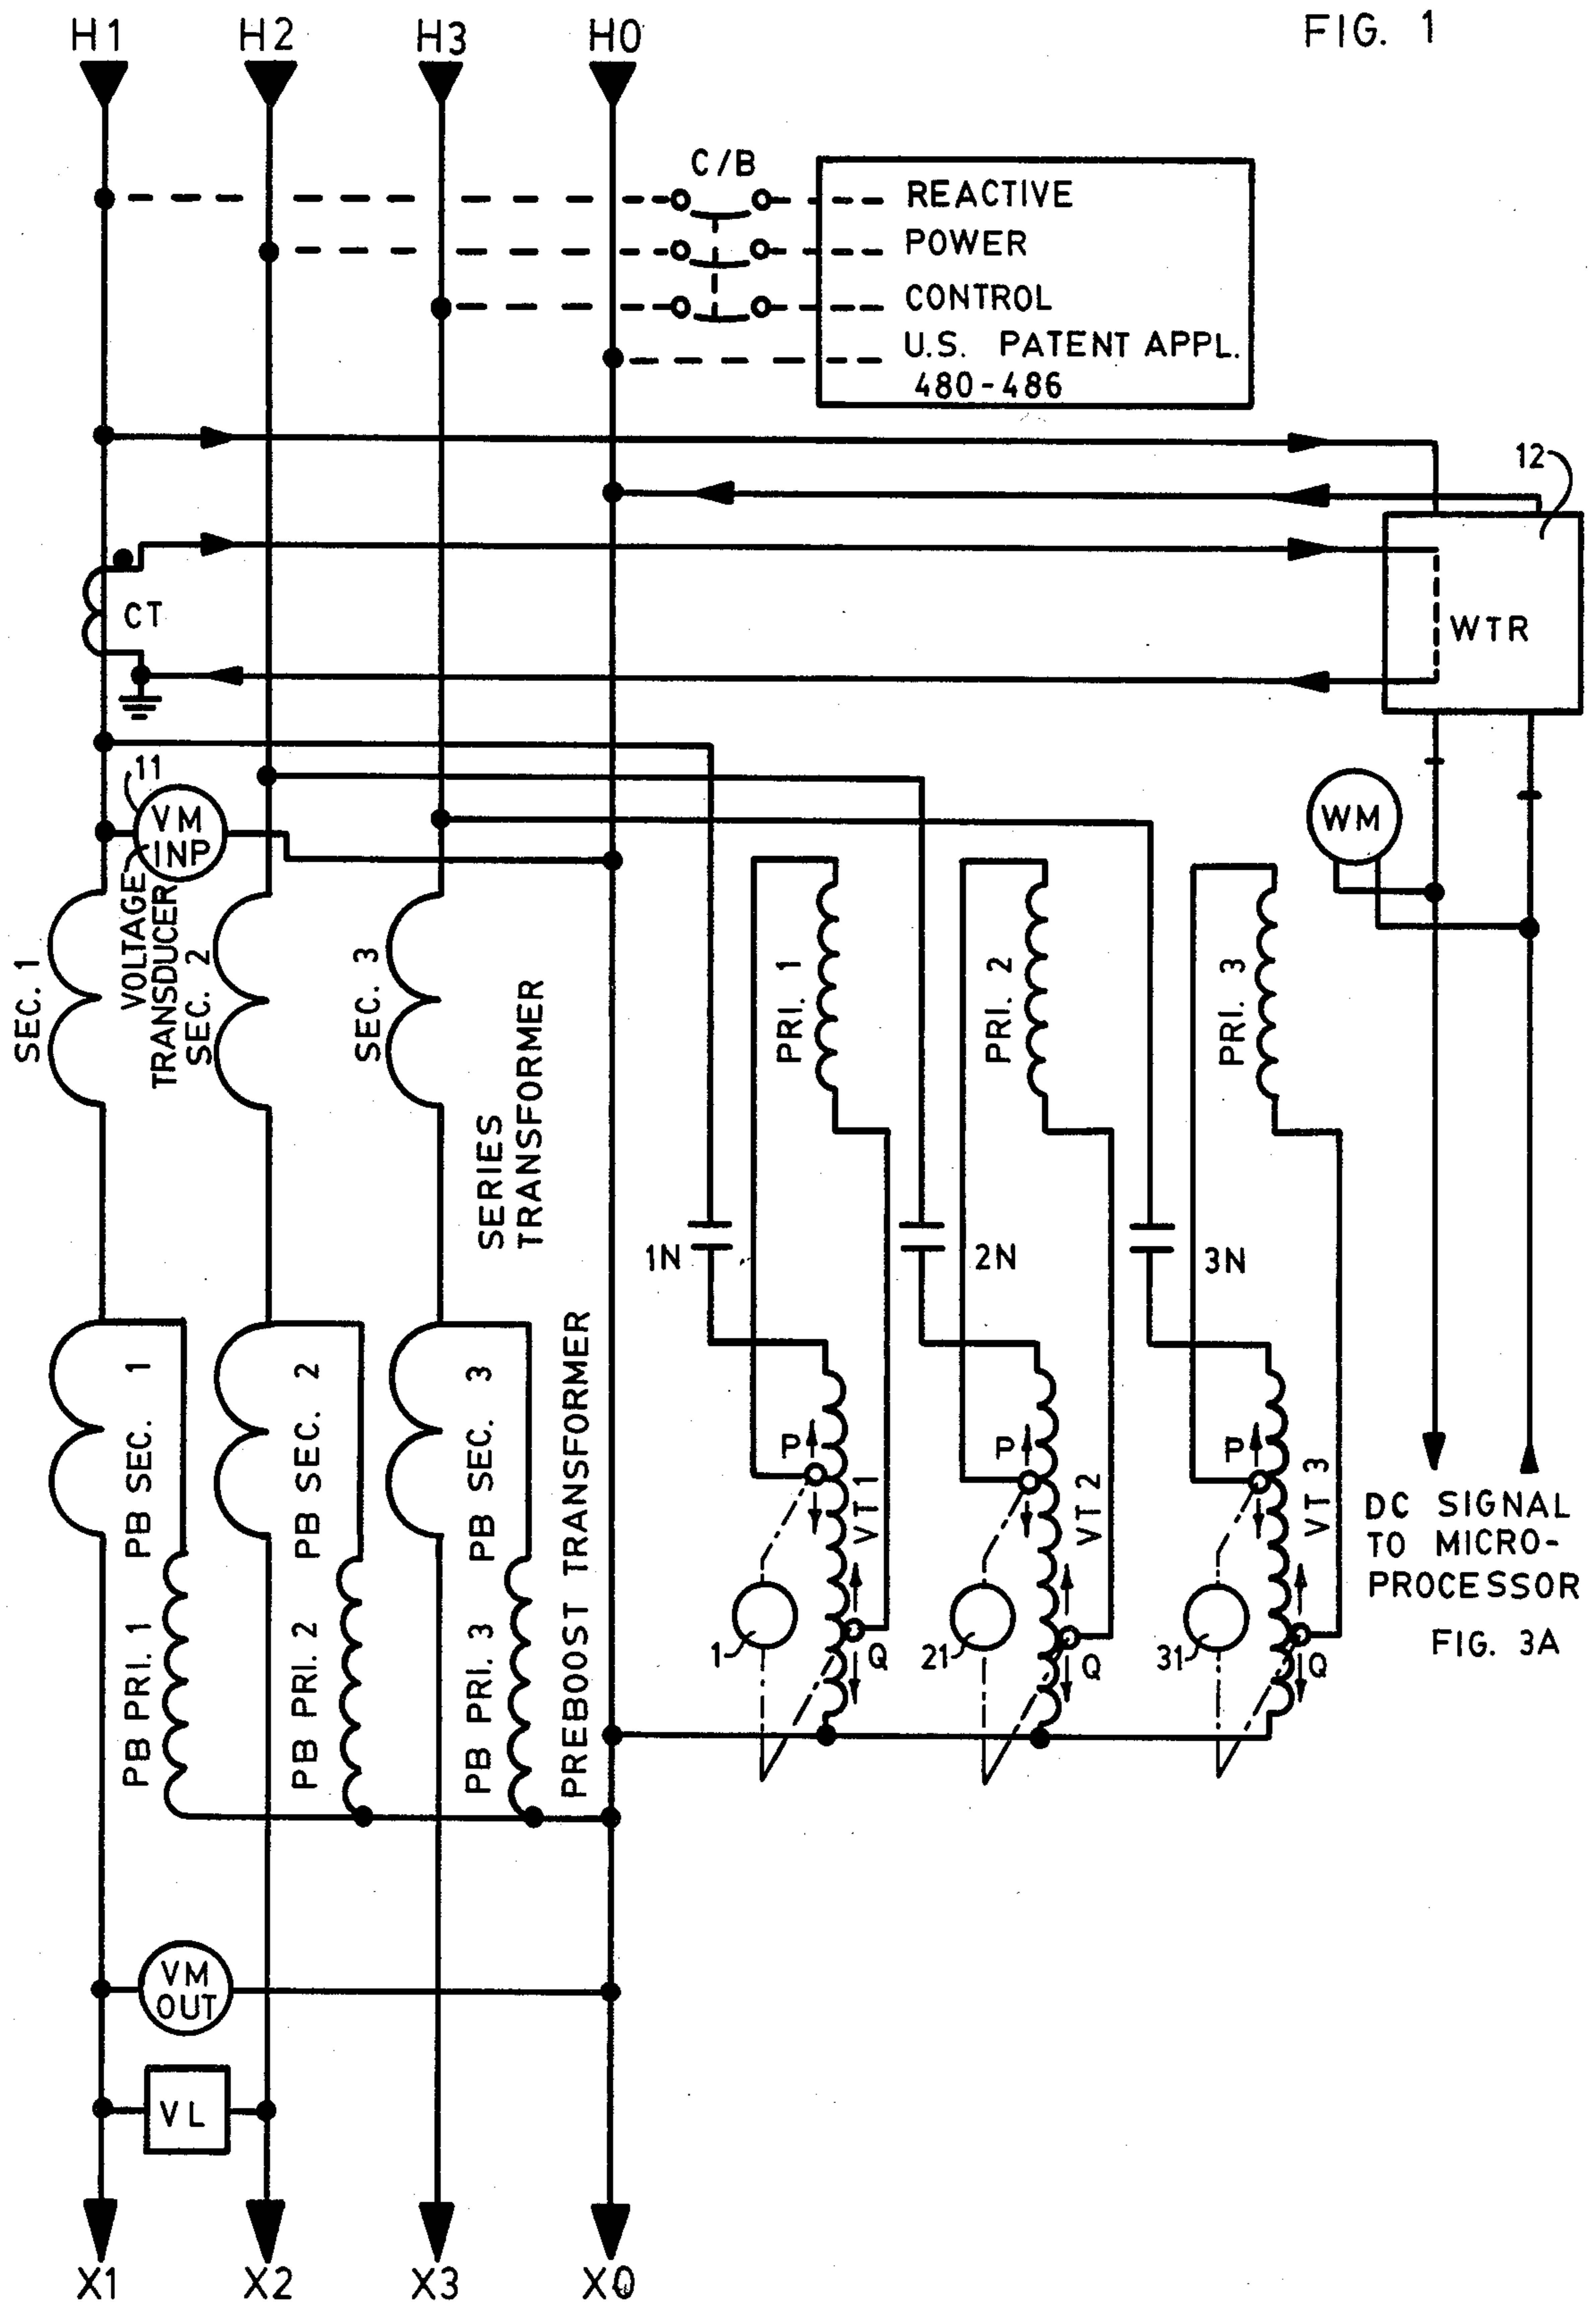 FIG. 1
H1
H2
H3
H0
C/B
REACTIVE
POWER
CONTROL
U.S. PATENT APPL.
480-486
12
CT
WTR
11
VM
INP
WM
VOLTAGE
TRANSDUCER
SEC. 1
SEC. 2
SEC. 3
SERIES
TRANSFORMER
PRI. 1
PRI. 2
PRI. 3
1N
2N
3N
PB SEC. 1
PB SEC. 2
PB SEC. 3
PREBOOST TRANSFORMER
P
P
P
VT 1
VT 2
VT 3
DC SIGNAL
TO MICRO-
PROCESSOR
FIG. 3A
PB PRI. 1
PB PRI. 2
PB PRI. 3
1
21
31
Q
Q
Q
VM
OUT
VL
X1
X2
X3
X0